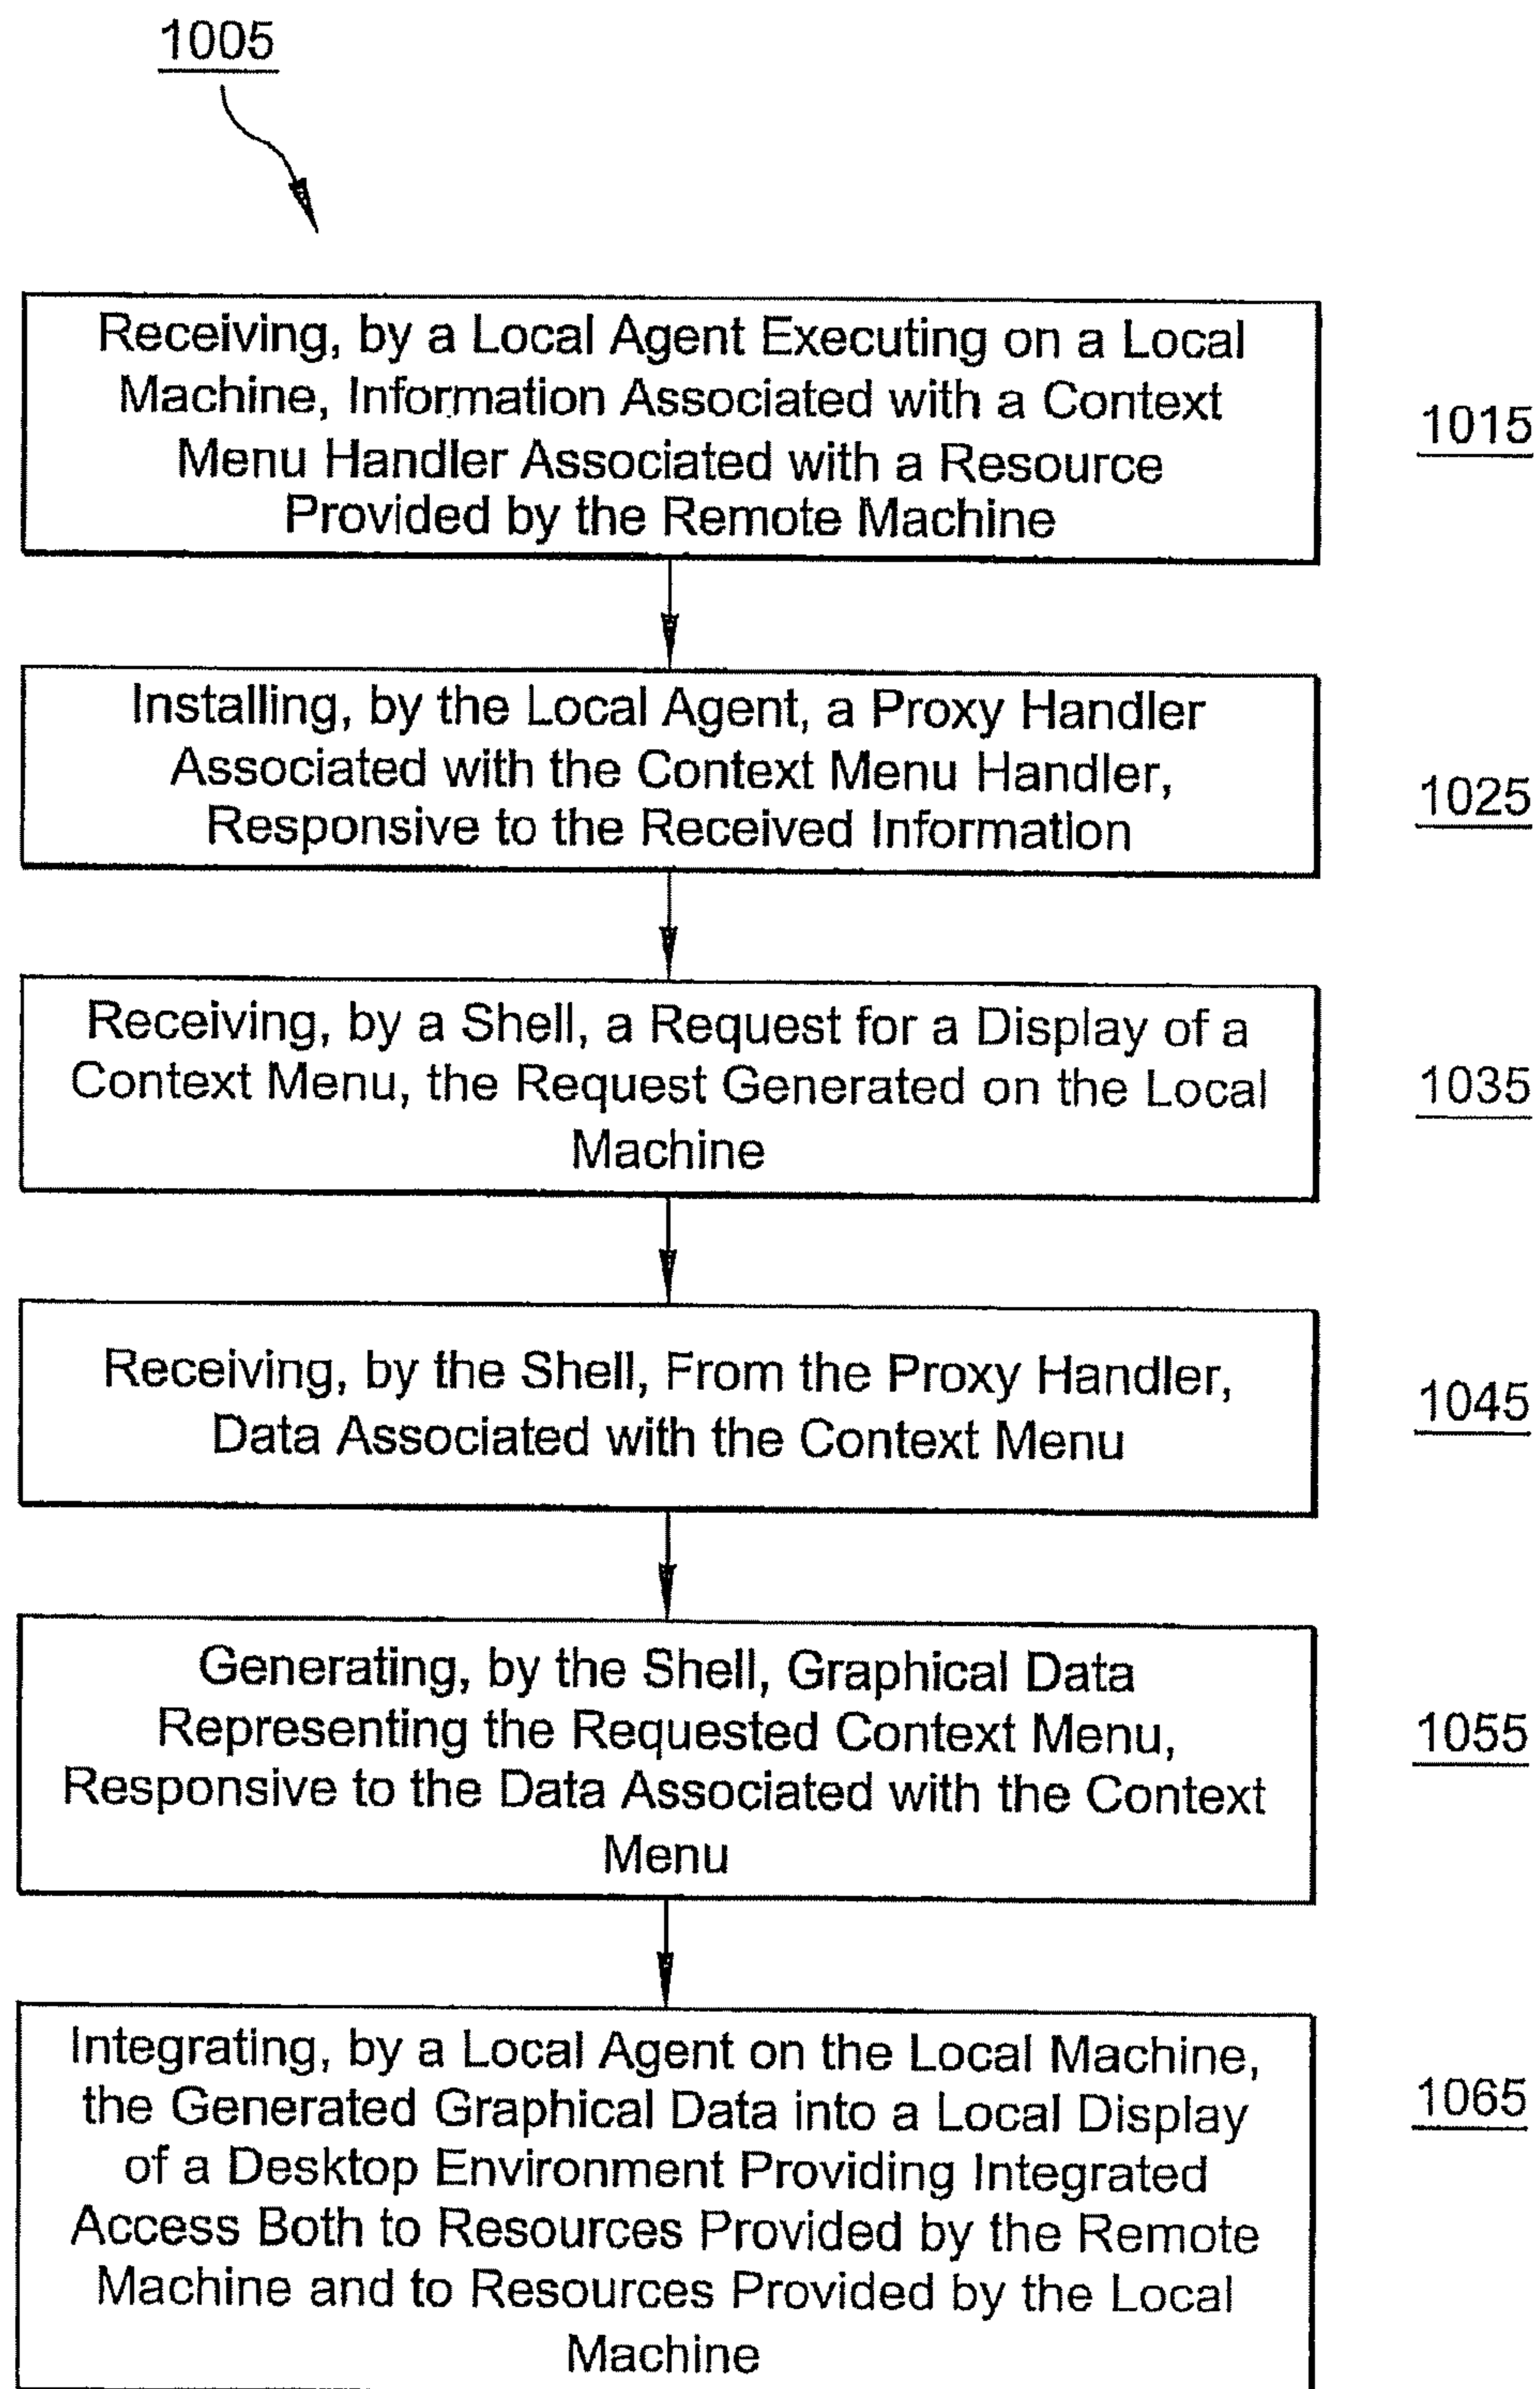 1005
Receiving, by a Local Agent Executing on a Local
Machine, Information Associated with a Context
Menu Handler Associated with a Resource
Provided by the Remote Machine
1015
Installing, by the Local Agent, a Proxy Handler
Associated with the Context Menu Handler,
Responsive to the Received Information
1025
Receiving, by a Shell, a Request for a Display of a
Context Menu, the Request Generated on the Local
Machine
1035
Receiving, by the Shell, From the Proxy Handler,
Data Associated with the Context Menu
1045
Generating, by the Shell, Graphical Data
Representing the Requested Context Menu,
Responsive to the Data Associated with the Context
Menu
1055
Integrating, by a Local Agent on the Local Machine,
the Generated Graphical Data into a Local Display
of a Desktop Environment Providing Integrated
Access Both to Resources Provided by the Remote
Machine and to Resources Provided by the Local
Machine
1065